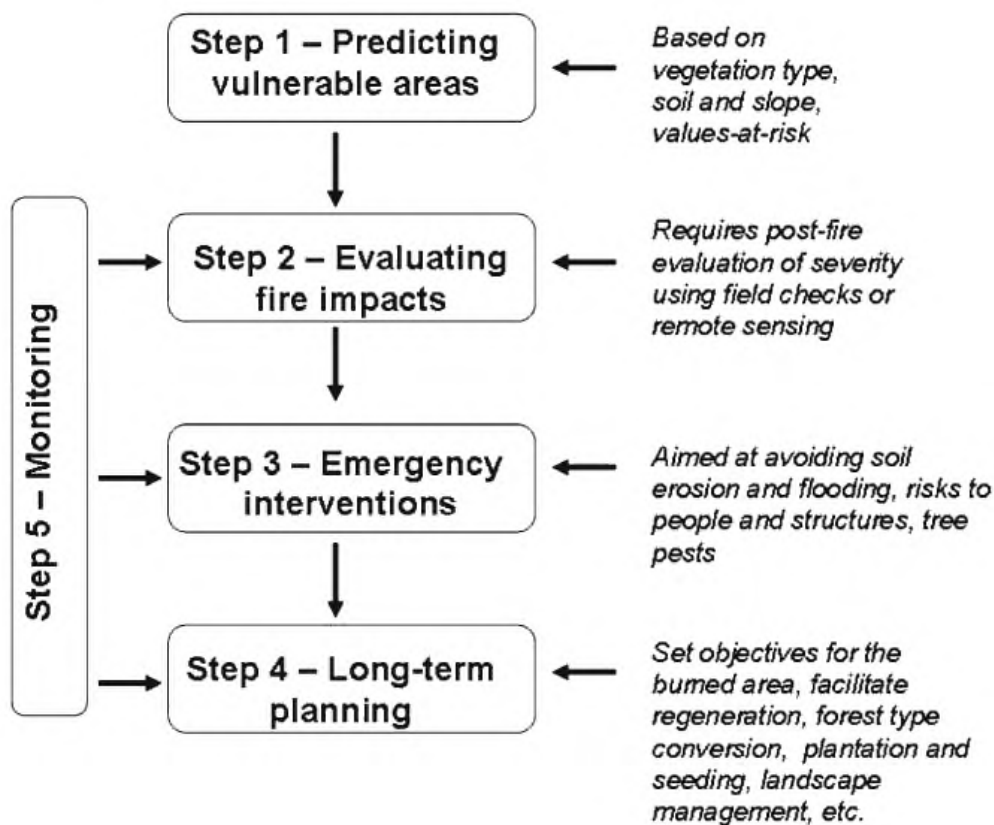 Step 1 – Predicting
vulnerable areas
Based on
vegetation type,
soil and slope,
values-at-risk
Step 5 – Monitoring
Step 2 – Evaluating
fire impacts
Requires post-fire
evaluation of severity
using field checks or
remote sensing
Step 3 – Emergency
interventions
Aimed at avoiding soil
erosion and flooding, risks to
people and structures, tree
pests
Step 4 – Long-term
planning
Set objectives for the
burned area, facilitate
regeneration, forest type
conversion, plantation and
seeding, landscape
management, etc.